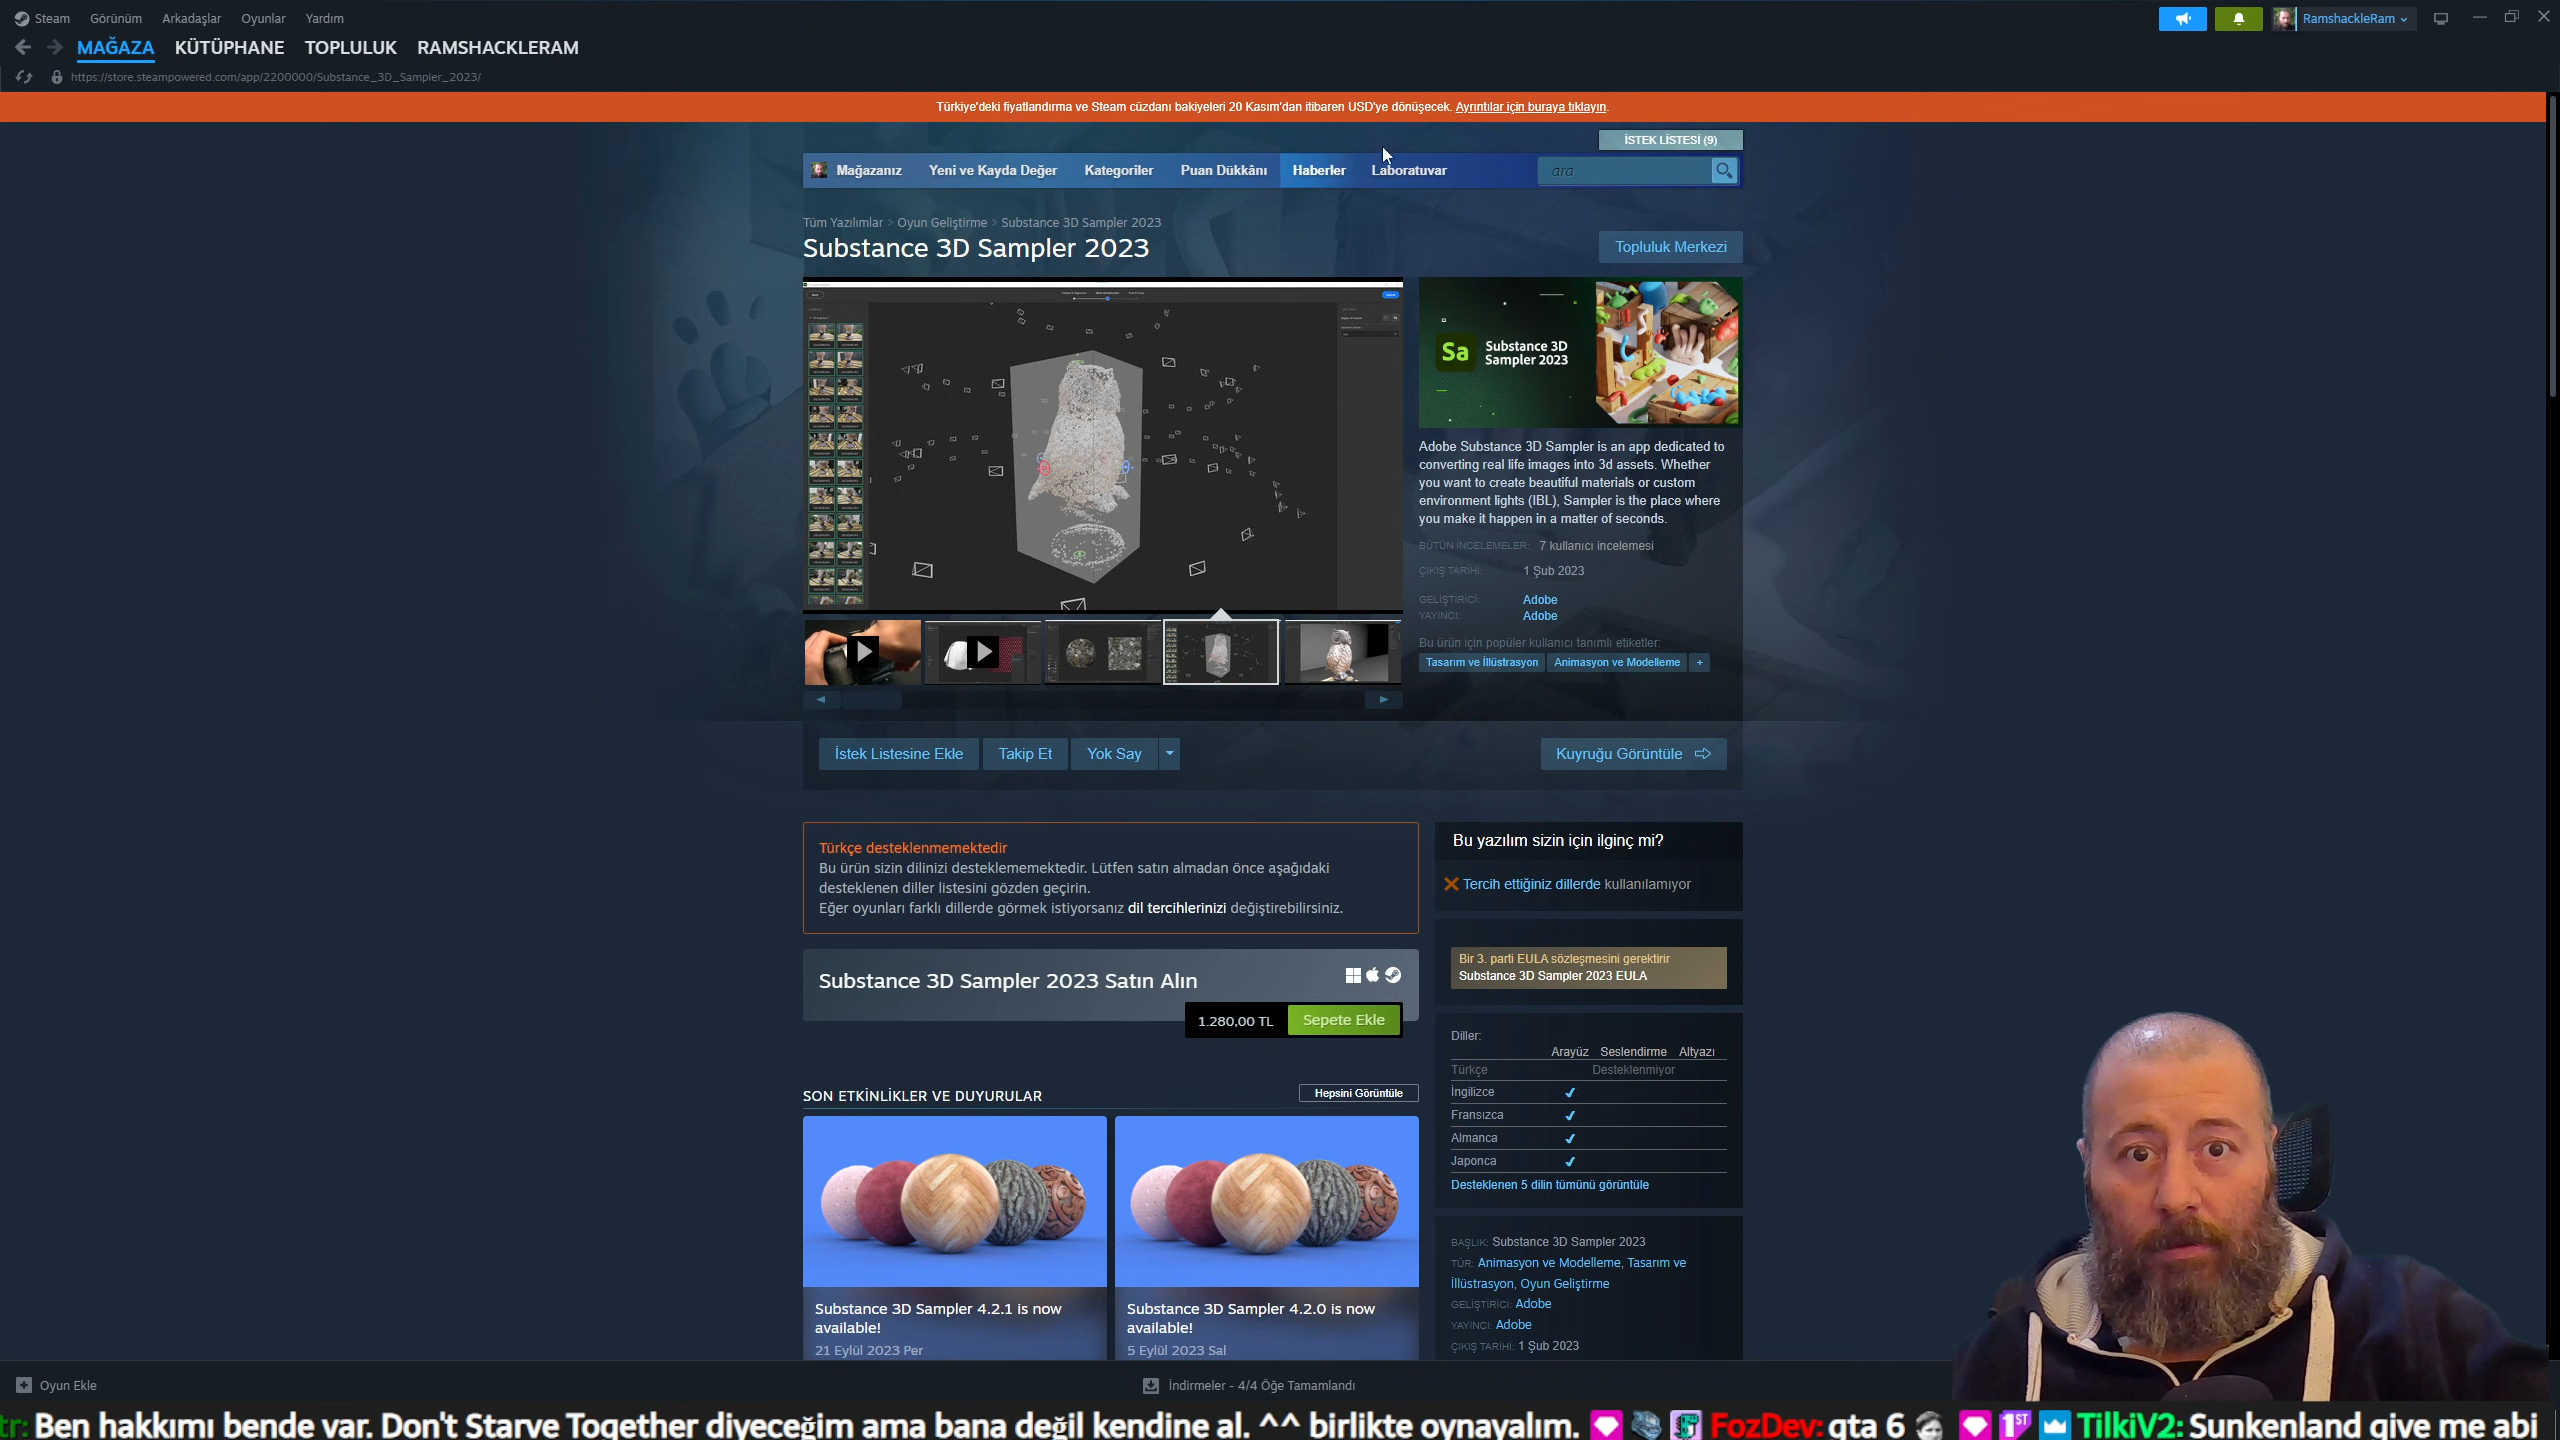 Steam Görünüm Arkadaşlar Oyunlar Yardım
RamshackleRam
MAĞAZA KÜTÜPHANE TOPLULUK RAMSHACKLERAM
https://store.steampowered.com/app/2200000/Substance_3D_Sampler_2023/
Türkiye'deki fiyatlandırma ve Steam cüzdanı bakiyeleri 20 Kasım'dan itibaren USD'ye dönüşecek. Ayrıntılar için buraya tıklayın.
İSTEK LİSTESİ (9)
Mağazanız Yeni ve Kayda Değer Kategoriler Puan Dükkânı Haberler Laboratuvar ara
Tüm Yazılımlar > Oyun Geliştirme > Substance 3D Sampler 2023
Substance 3D Sampler 2023
Topluluk Merkezi
Sa Substance 3D
Sampler 2023
Adobe Substance 3D Sampler is an app dedicated to
converting real life images into 3d assets. Whether
you want to create beautiful materials or custom
environment lights (IBL), Sampler is the place where
you make it happen in a matter of seconds.
BÜTÜN İNCELEMELER: 7 kullanıcı incelemesi
ÇIKIŞ TARİHİ: 1 Şub 2023
GELİŞTİRİCİ: Adobe
YAYINCI: Adobe
Bu ürün için popüler kullanıcı tanımlı etiketler:
Tasarım ve İllüstrasyon Animasyon ve Modelleme +
İstek Listesine Ekle Takip Et Yok Say
Kuyruğu Görüntüle
Türkçe desteklenmemektedir
Bu ürün sizin dilinizi desteklememektedir. Lütfen satın almadan önce aşağıdaki
desteklenen diller listesini gözden geçirin.
Eğer oyunları farklı dillerde görmek istiyorsanız dil tercihlerinizi değiştirebilirsiniz.
Substance 3D Sampler 2023 Satın Alın
1.280,00 TL Sepete Ekle
SON ETKİNLİKLER VE DUYURULAR
Hepsini Görüntüle
Substance 3D Sampler 4.2.1 is now
available!
21 Eylül 2023 Per
Substance 3D Sampler 4.2.0 is now
available!
5 Eylül 2023 Sal
Bu yazılım sizin için ilginç mi?
Tercih ettiğiniz dillerde kullanılamıyor
Bir 3. parti EULA sözleşmesini gerektirir
Substance 3D Sampler 2023 EULA
Diller:
Arayüz Seslendirme Altyazı
Türkçe Desteklenmiyor
İngilizce ✔
Fransızca ✔
Almanca ✔
Japonca ✔
Desteklenen 5 dilin tümünü görüntüle
BAŞLIK: Substance 3D Sampler 2023
TÜR: Animasyon ve Modelleme, Tasarım ve
İllüstrasyon, Oyun Geliştirme
GELİŞTİRİCİ: Adobe
YAYINCI: Adobe
ÇIKIŞ TARİHİ: 1 Şub 2023
Oyun Ekle
İndirmeler - 4/4 Öğe Tamamlandı
tr: Ben hakkımı bende var. Don't Starve Together diyeceğim ama bana değil kendine al. ^^ birlikte oynayalım. FozDev: gta 6 1ST TilkiV2: Sunkenland give me abi